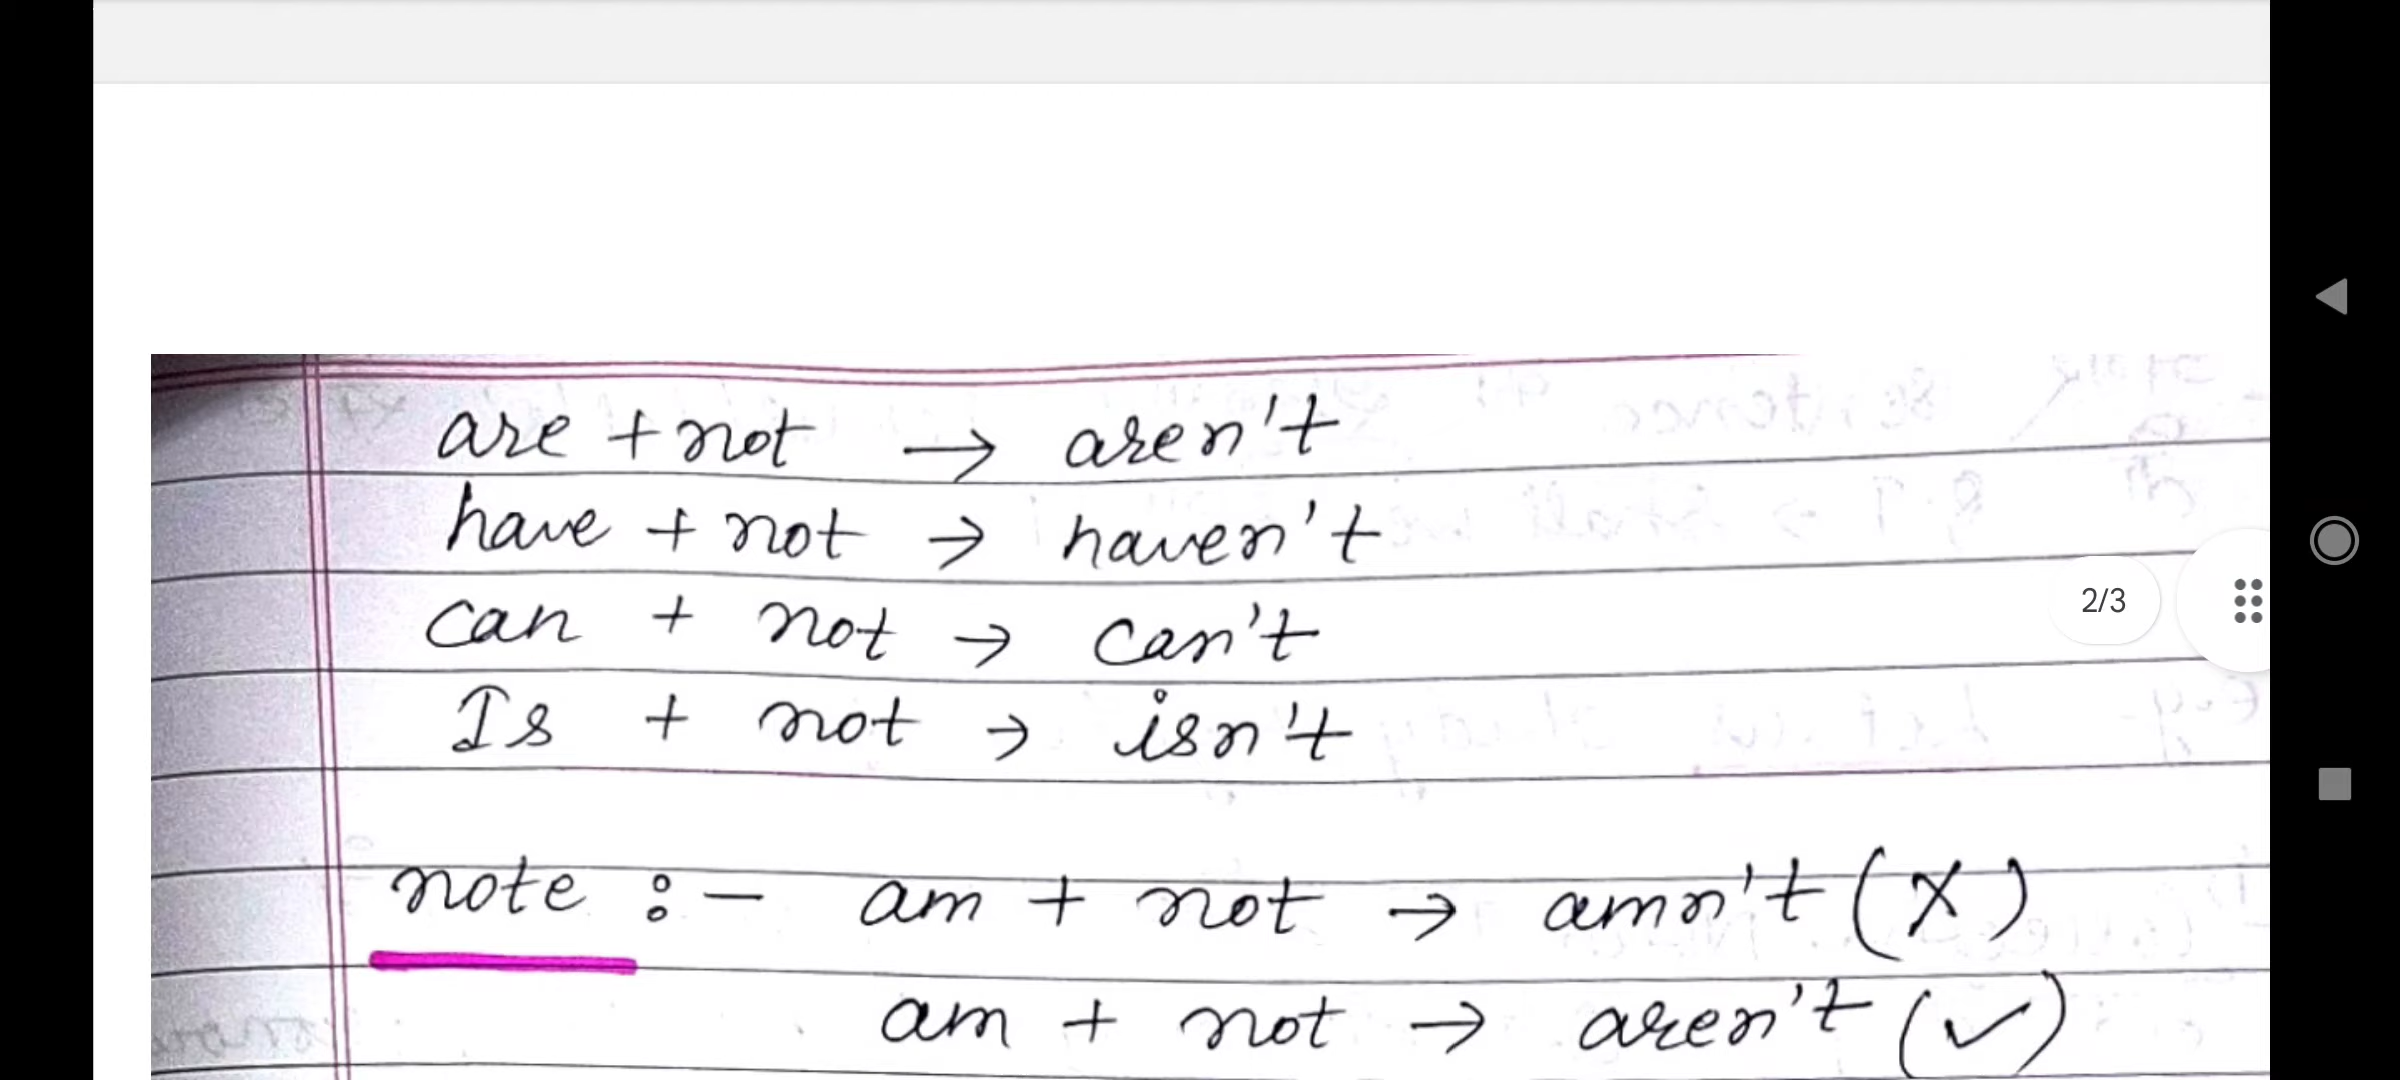 are + not → aren't
have + not → haven't
can + not → can't
2/3
Is + not → isn't
note :- am + not → amn't (X)
am + not → aren't (✓)